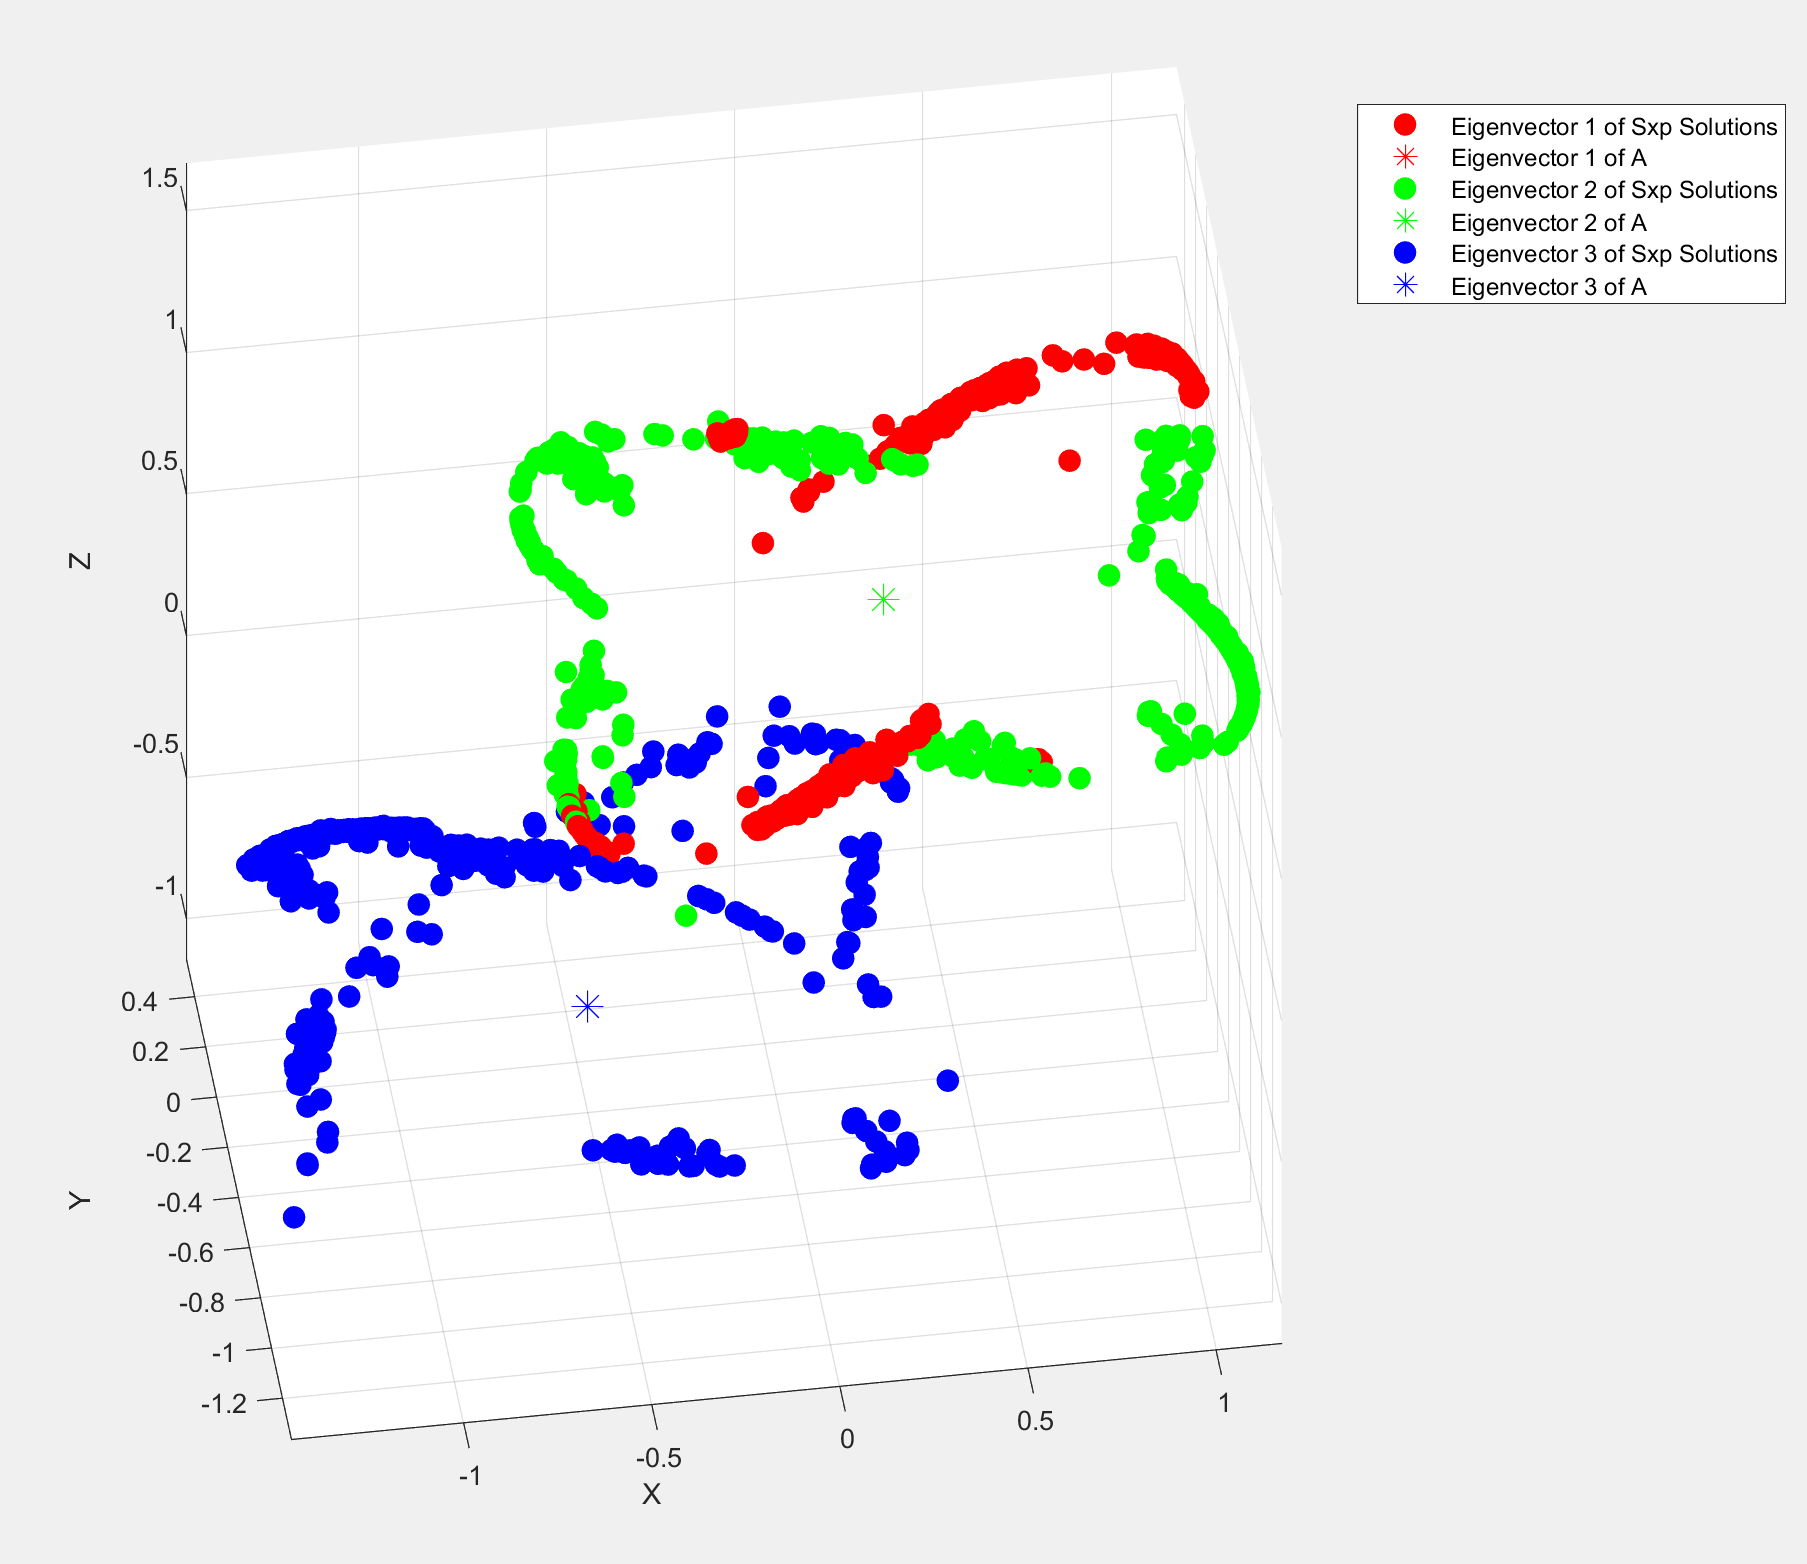 Eigenvector 1 of Sxp Solutions
Eigenvector 1 of A
Eigenvector 2 of Sxp Solutions
Eigenvector 2 of A
Eigenvector 3 of Sxp Solutions
Eigenvector 3 of A
1.5
1
0.5
0
-0.5
-1
Z
0.4
0.2
0
-0.2
-0.4
-0.6
-0.8
-1
-1.2
Y
-1
-0.5
0
0.5
1
X